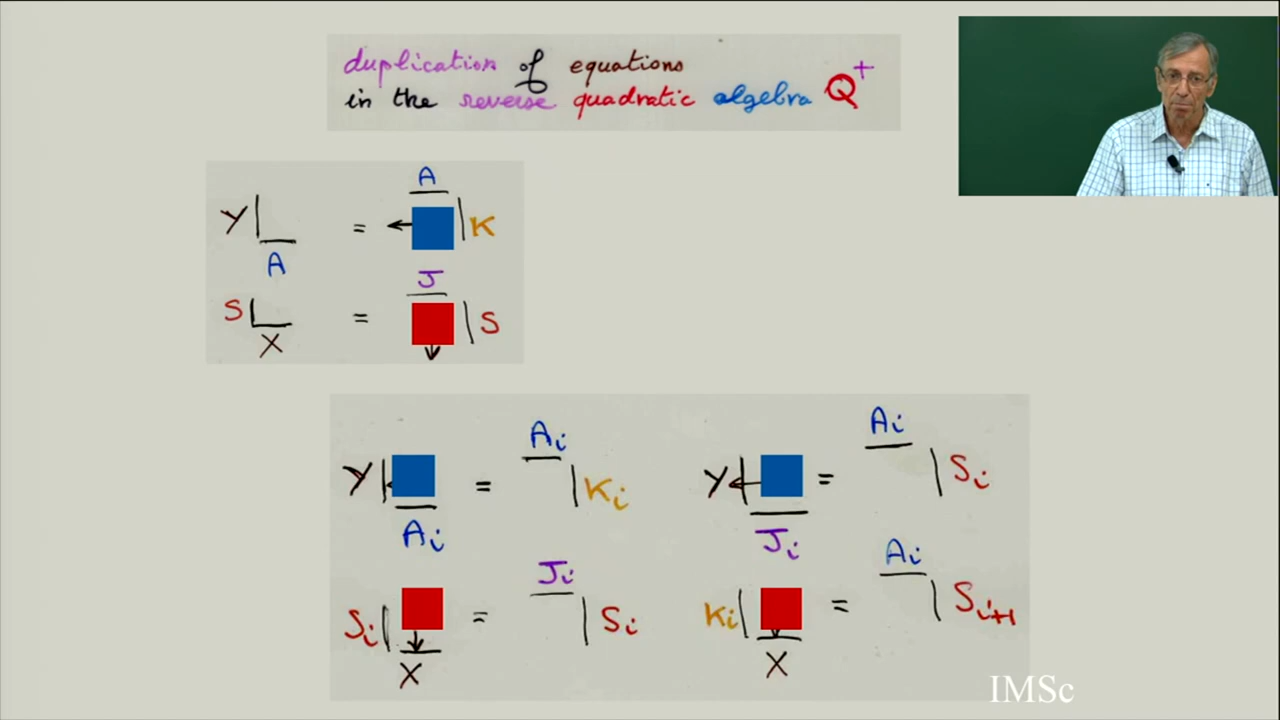 duplication of equations
in the reverse quadratic algebra Q+
A
Y = K
A
J
S = S
X
Ai Ai
Y = Ki Y = Si
Ai Ji
Ji Ai
Si = Si Ki = Si+1
X X
IMSc